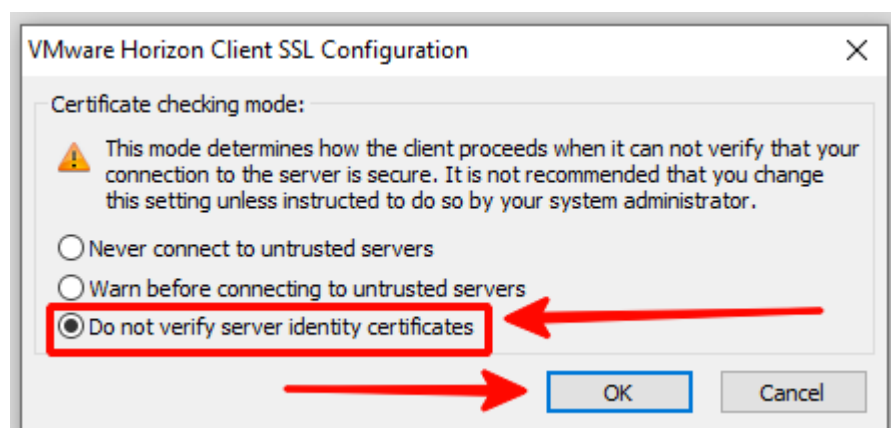 VMware Horizon Client SSL Configuration
Certificate checking mode:
This mode determines how the client proceeds when it can not verify that your
connection to the server is secure. It is not recommended that you change
this setting unless instructed to do so by your system administrator.
Never connect to untrusted servers
Warn before connecting to untrusted servers
Do not verify server identity certificates
OK
Cancel